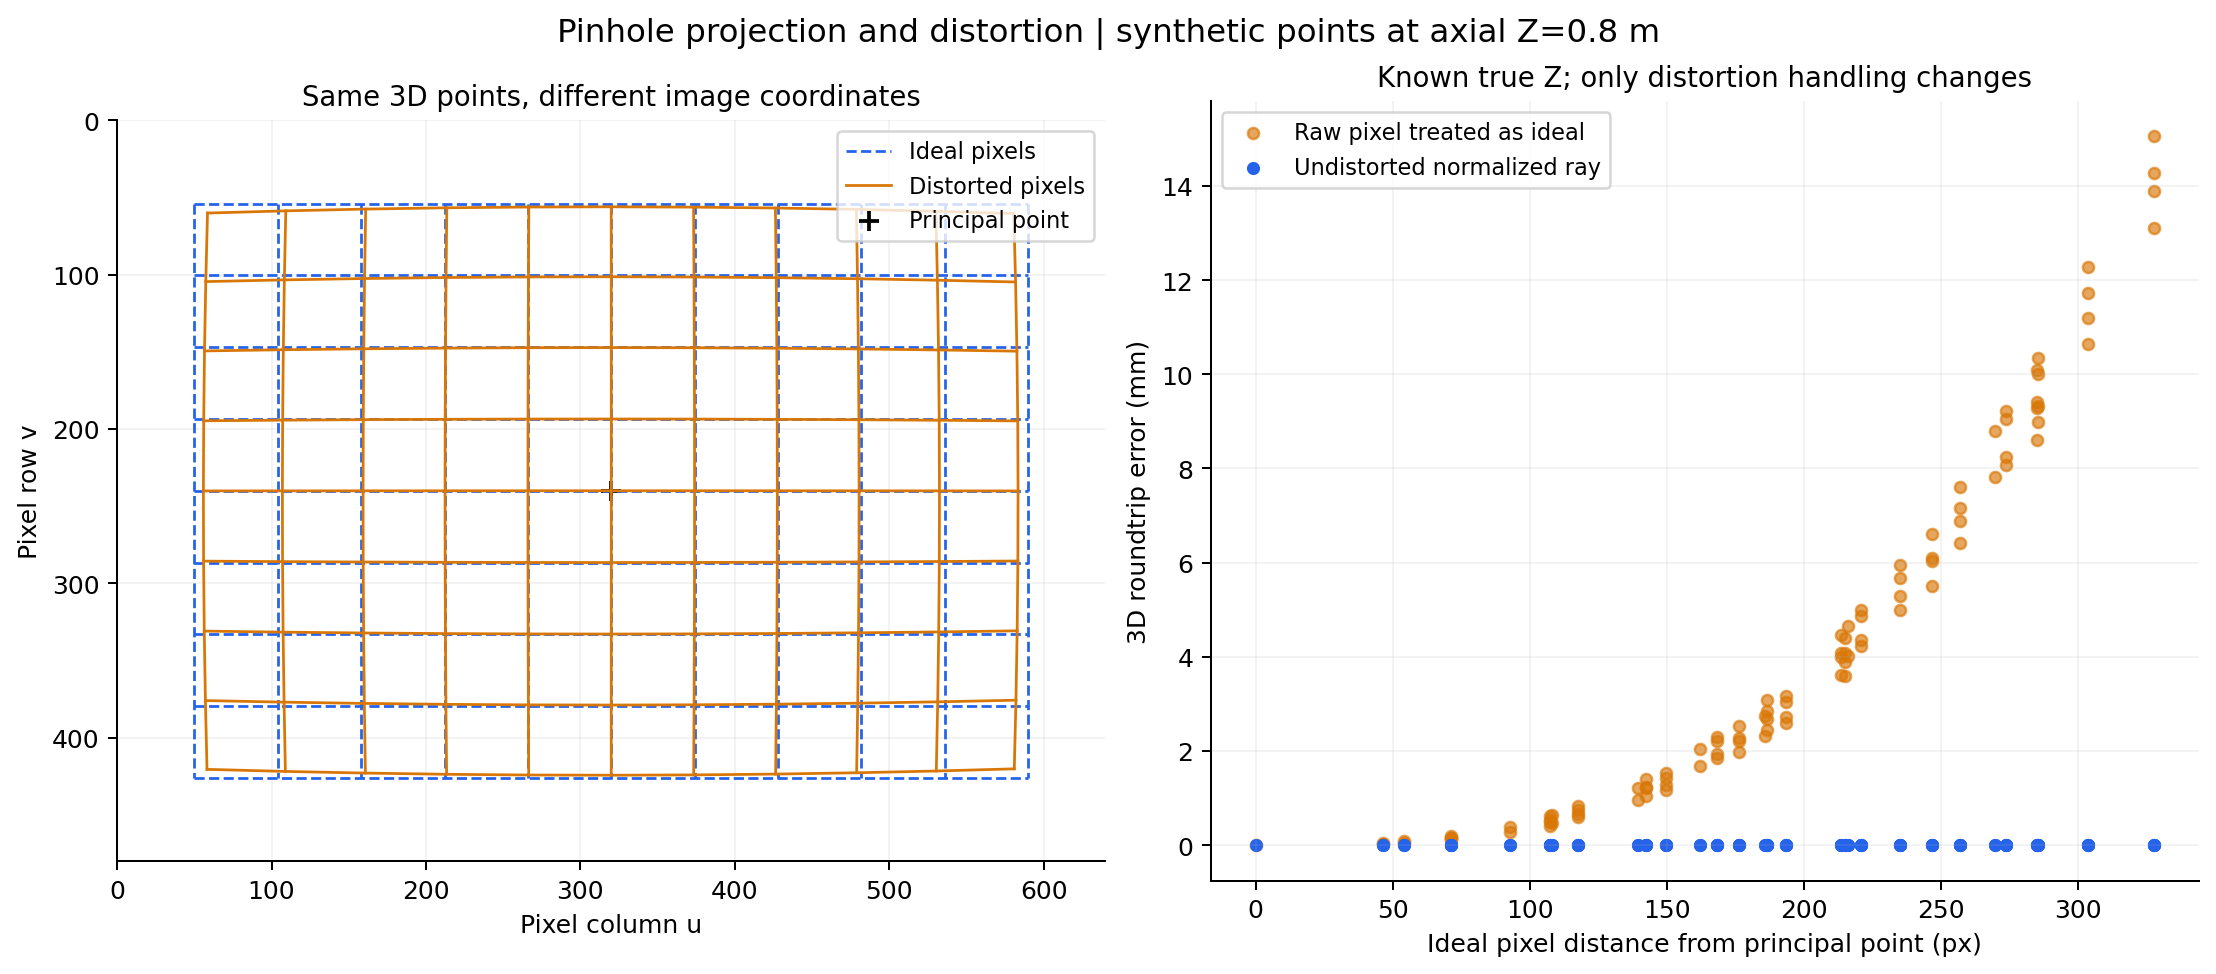 Pinhole projection and distortion | synthetic points at axial Z=0.8 m
Same 3D points, different image coordinates
Ideal pixels
Distorted pixels
Principal point
0
100
200
300
400
Pixel row v
0
100
200
300
400
500
600
Pixel column u
Known true Z; only distortion handling changes
Raw pixel treated as ideal
Undistorted normalized ray
14
12
10
8
6
4
2
0
3D roundtrip error (mm)
0
50
100
150
200
250
300
Ideal pixel distance from principal point (px)